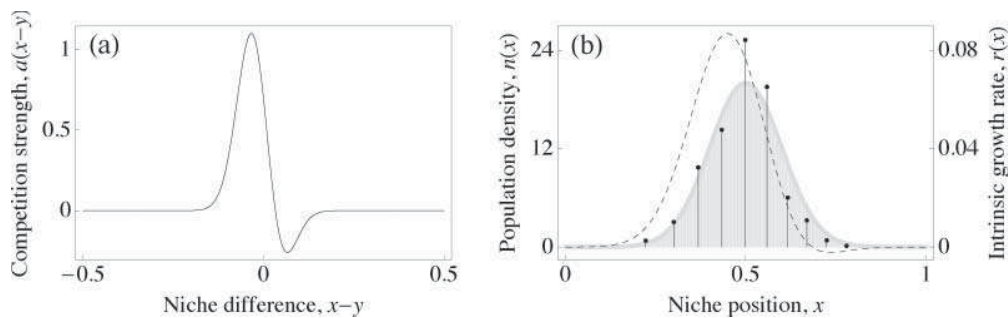 (a)
Competition strength, a(x−y)
1
0.5
0
−0.5
0
0.5
Niche difference, x−y
(b)
Population density, n(x)
24
12
0
0.08
0.04
0
Intrinsic growth rate, r(x)
0
0.5
1
Niche position, x